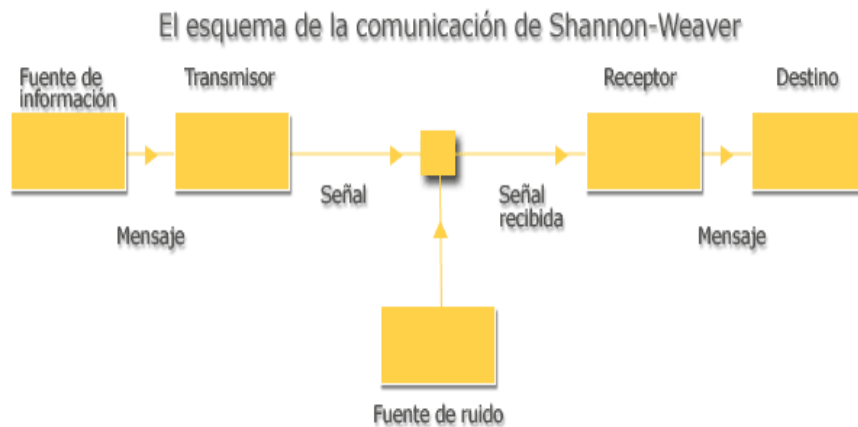 El esquema de la comunicación de Shannon-Weaver
Fuente de
información
Transmisor
Receptor
Destino
Señal
Señal
recibida
Mensaje
Mensaje
Fuente de ruido